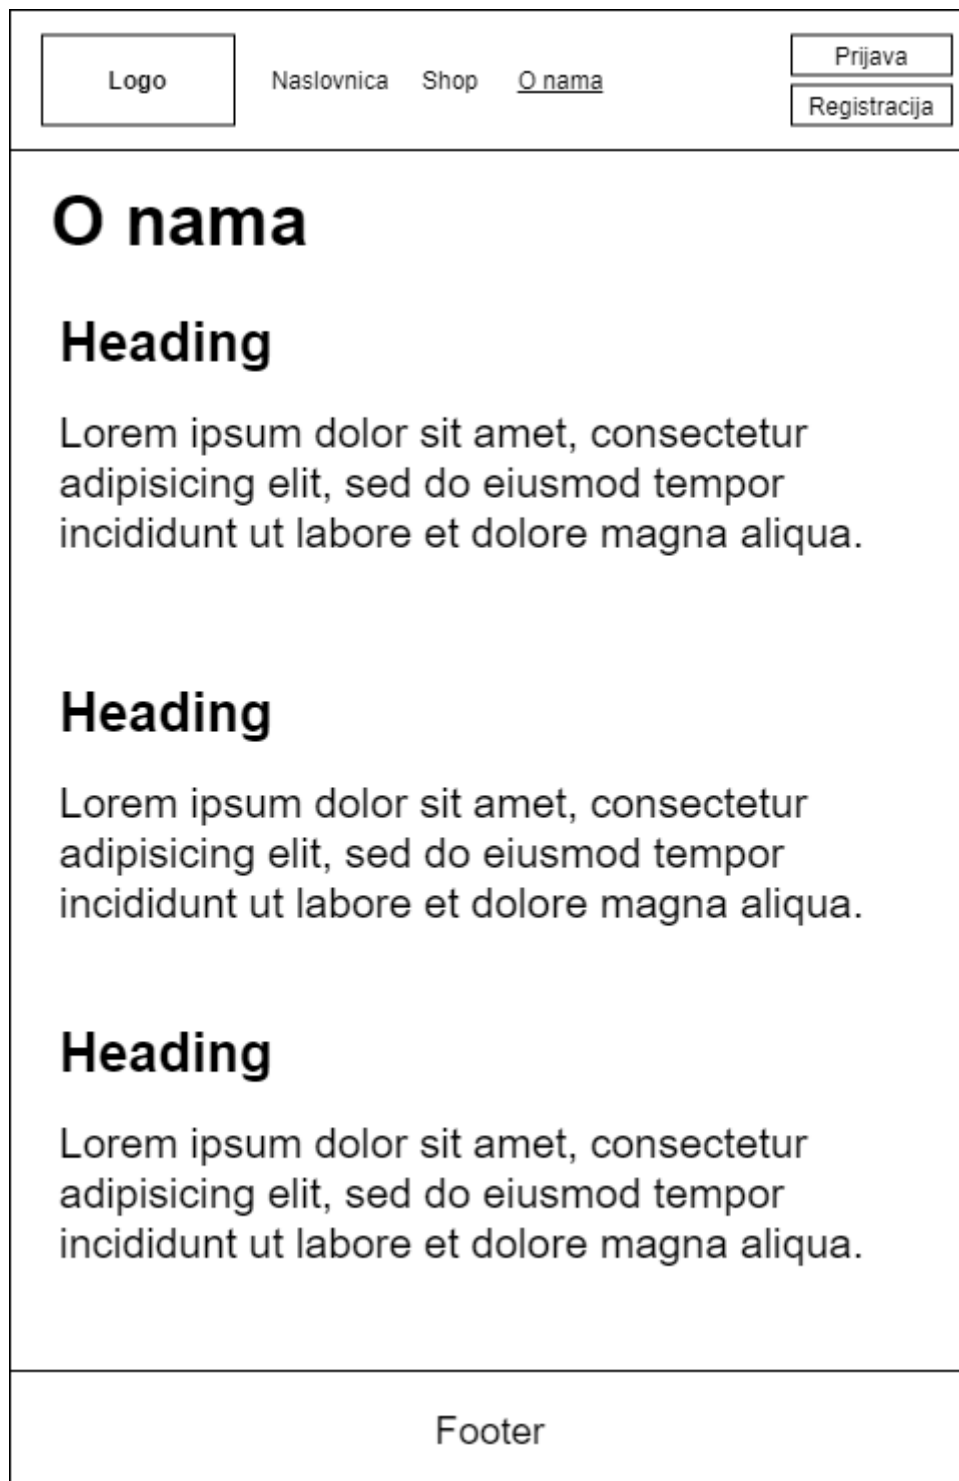 Logo
Naslovnica Shop O nama
Prijava
Registracija
O nama
Heading
Lorem ipsum dolor sit amet, consectetur
adipisicing elit, sed do eiusmod tempor
incididunt ut labore et dolore magna aliqua.
Heading
Lorem ipsum dolor sit amet, consectetur
adipisicing elit, sed do eiusmod tempor
incididunt ut labore et dolore magna aliqua.
Heading
Lorem ipsum dolor sit amet, consectetur
adipisicing elit, sed do eiusmod tempor
incididunt ut labore et dolore magna aliqua.
Footer